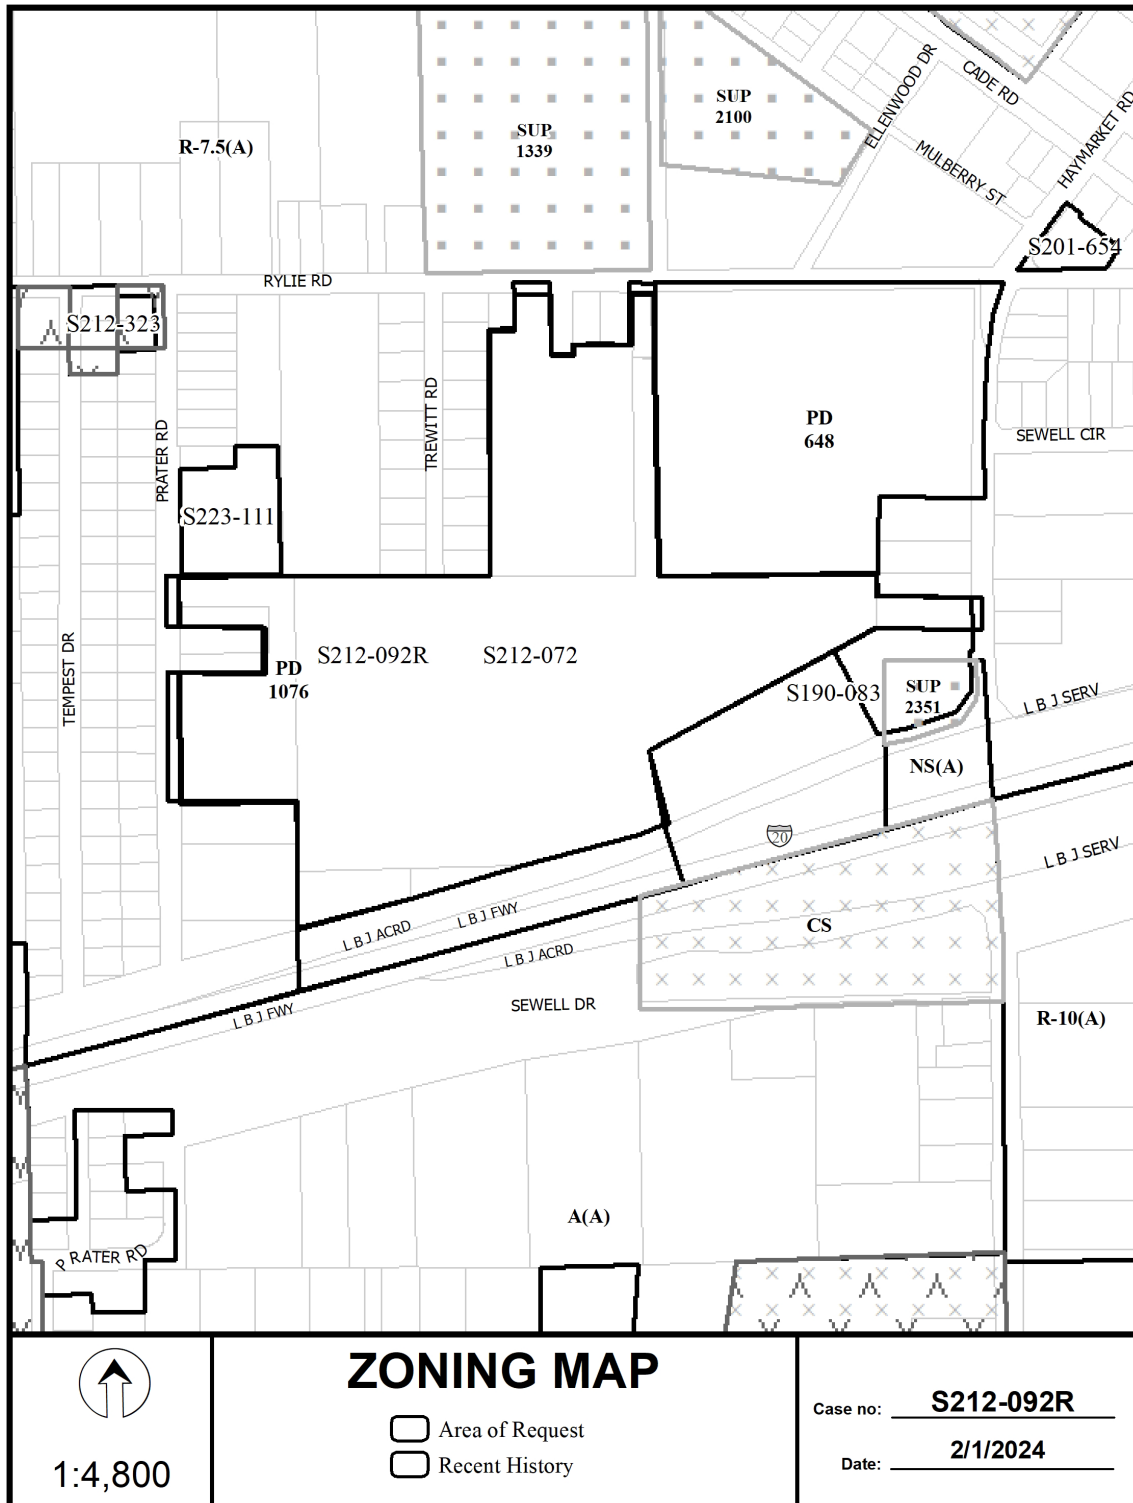 CADE RD
ELLENWOOD DR
HAYMARKET RD
SUP
2100
SUP
1339
R-7.5(A)
MULBERRY ST
S201-654
RYLIE RD
S212-323
TREWITT RD
PD
648
SEWELL CIR
PRATER RD
S223-111
TEMPEST DR
S212-092R
S212-072
PD
1076
S190-083
SUP
2351
L B J SERV
NS(A)
20
L B J SERV
L B J FWY
L B J ACRD
CS
L B J ACRD
SEWELL DR
L B J FWY
R-10(A)
A(A)
P RATER RD
ZONING MAP
Area of Request
Recent History
1:4,800
Case no: S212-092R
Date: 2/1/2024